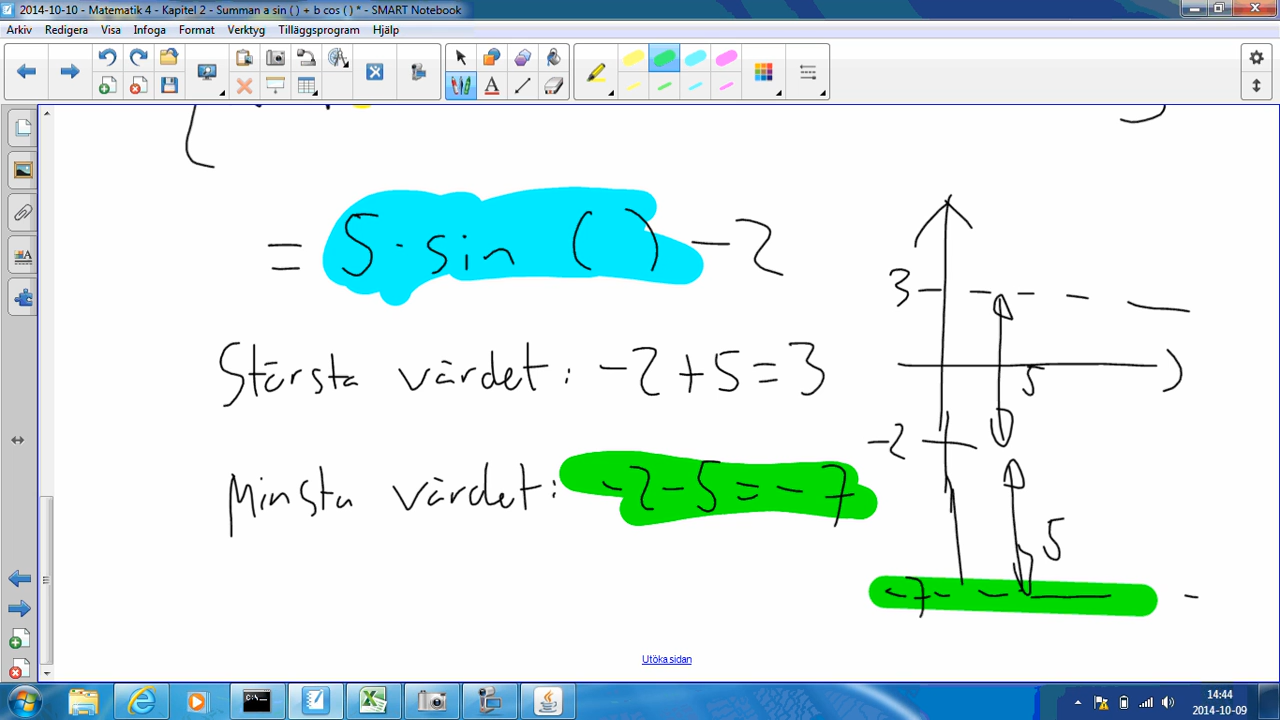 2014-10-10 - Matematik 4 - Kapitel 2 - Summan a sin ( ) + b cos ( ) * - SMART Notebook
Arkiv Redigera Visa Infoga Format Verktyg Tilläggsprogram Hjälp
= 5 · sin ( ) - 2
Största värdet: -2+5=3
Minsta värdet: -2-5=-7
3
5
-2
5
-7
Utöka sidan
14:44
2014-10-09